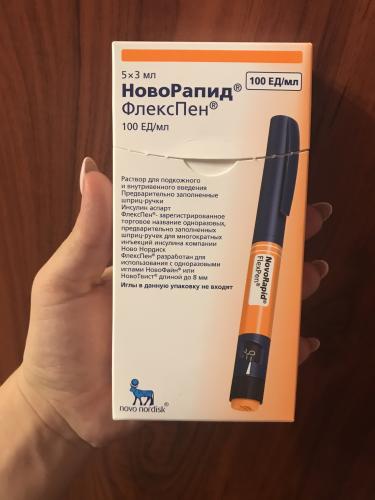 5×3 мл
НовоРапид®
100 ЕД/мл
ФлексПен®
100 ЕД/мл
Раствор для подкожного
и внутривенного введения
Предварительно заполненные
шприц-ручки
Инсулин аспарт
ФлексПен®- зарегистрированное
торговое название одноразовых,
предварительно заполненных
шприц-ручек для многократных
инъекций инсулина компании
Ново Нордиск
ФлексПен® разработан для
использования с одноразовыми
иглами НовоФайн® или
НовоТвист® длиной до 8 мм
Иглы в данную упаковку не входят
NovoRapid®
FlexPen®
novo nordisk®